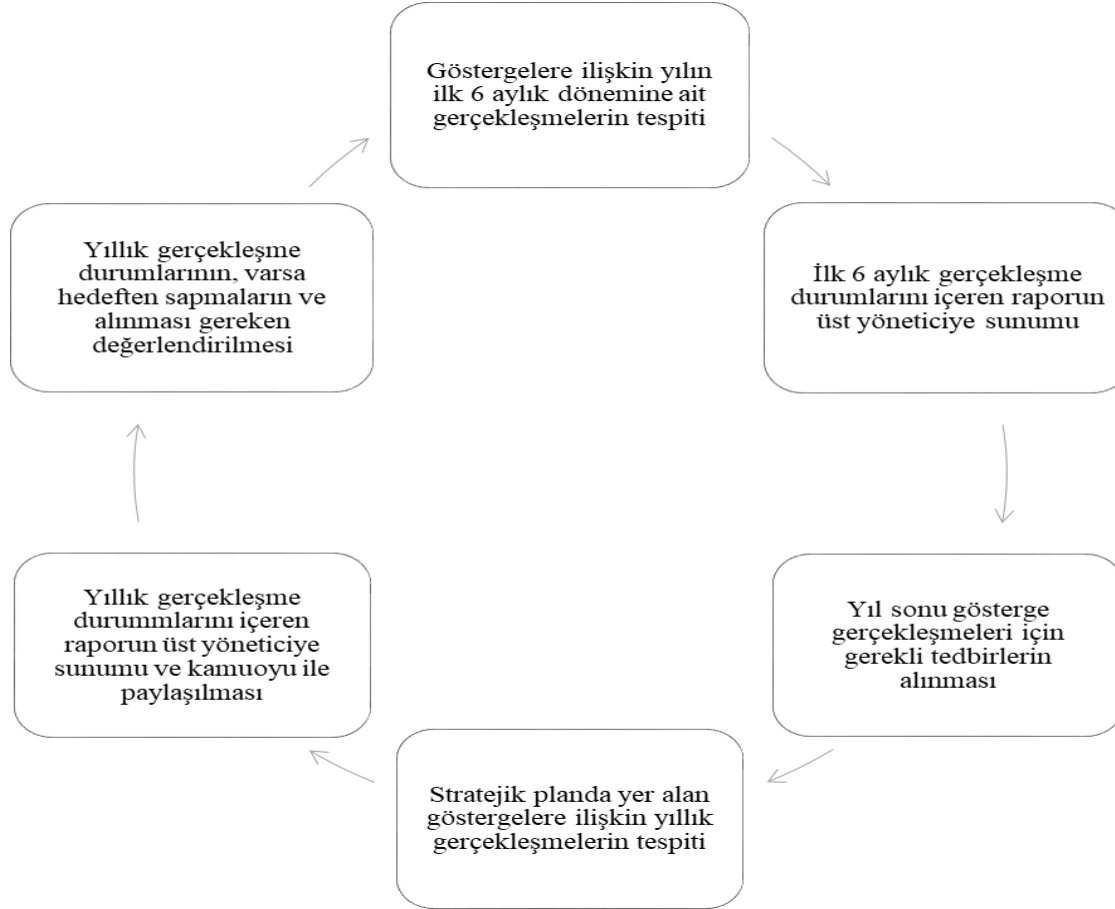 Göstergelere ilişkin yılın
ilk 6 aylık dönemine ait
gerçekleşmelerin tespiti
İlk 6 aylık gerçekleşme
durumlarını içeren raporun
üst yöneticiye sunumu
Yıl sonu gösterge
gerçekleşmeleri için
gerekli tedbirlerin
alınması
Stratejik planda yer alan
göstergelere ilişkin yıllık
gerçekleşmelerin tespiti
Yıllık gerçekleşme
durummlarını içeren
raporun üst yöneticiye
sunumu ve kamuoyu ile
paylaşılması
Yıllık gerçekleşme
durumlarının, varsa
hedeften sapmaların ve
alınması gereken
değerlendirilmesi